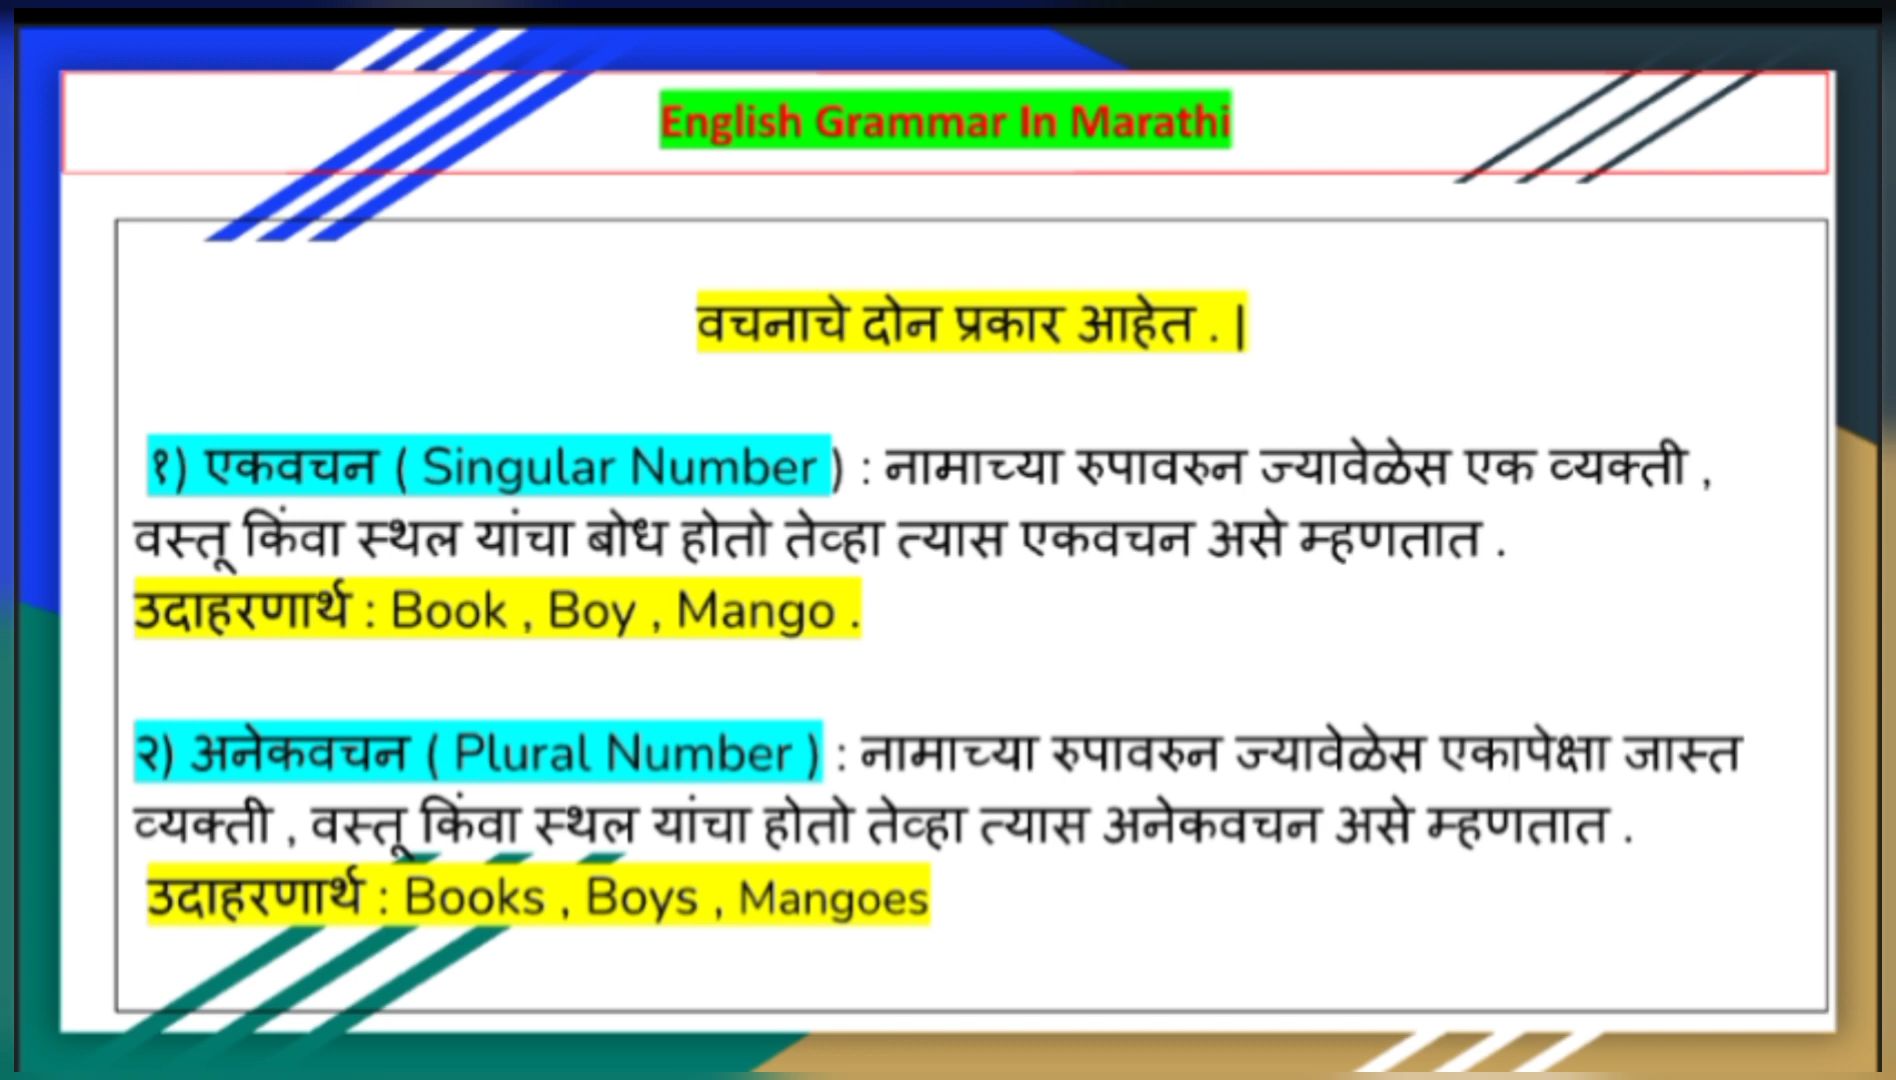 English Grammar In Marathi
वचनाचे दोन प्रकार आहेत . |
१) एकवचन ( Singular Number ) : नामाच्या रुपावरुन ज्यावेळेस एक व्यक्ती ,
वस्तू किंवा स्थल यांचा बोध होतो तेव्हा त्यास एकवचन असे म्हणतात .
उदाहरणार्थ : Book , Boy , Mango .
२) अनेकवचन ( Plural Number ) : नामाच्या रुपावरुन ज्यावेळेस एकापेक्षा जास्त
व्यक्ती , वस्तू किंवा स्थल यांचा होतो तेव्हा त्यास अनेकवचन असे म्हणतात .
उदाहरणार्थ : Books , Boys , Mangoes